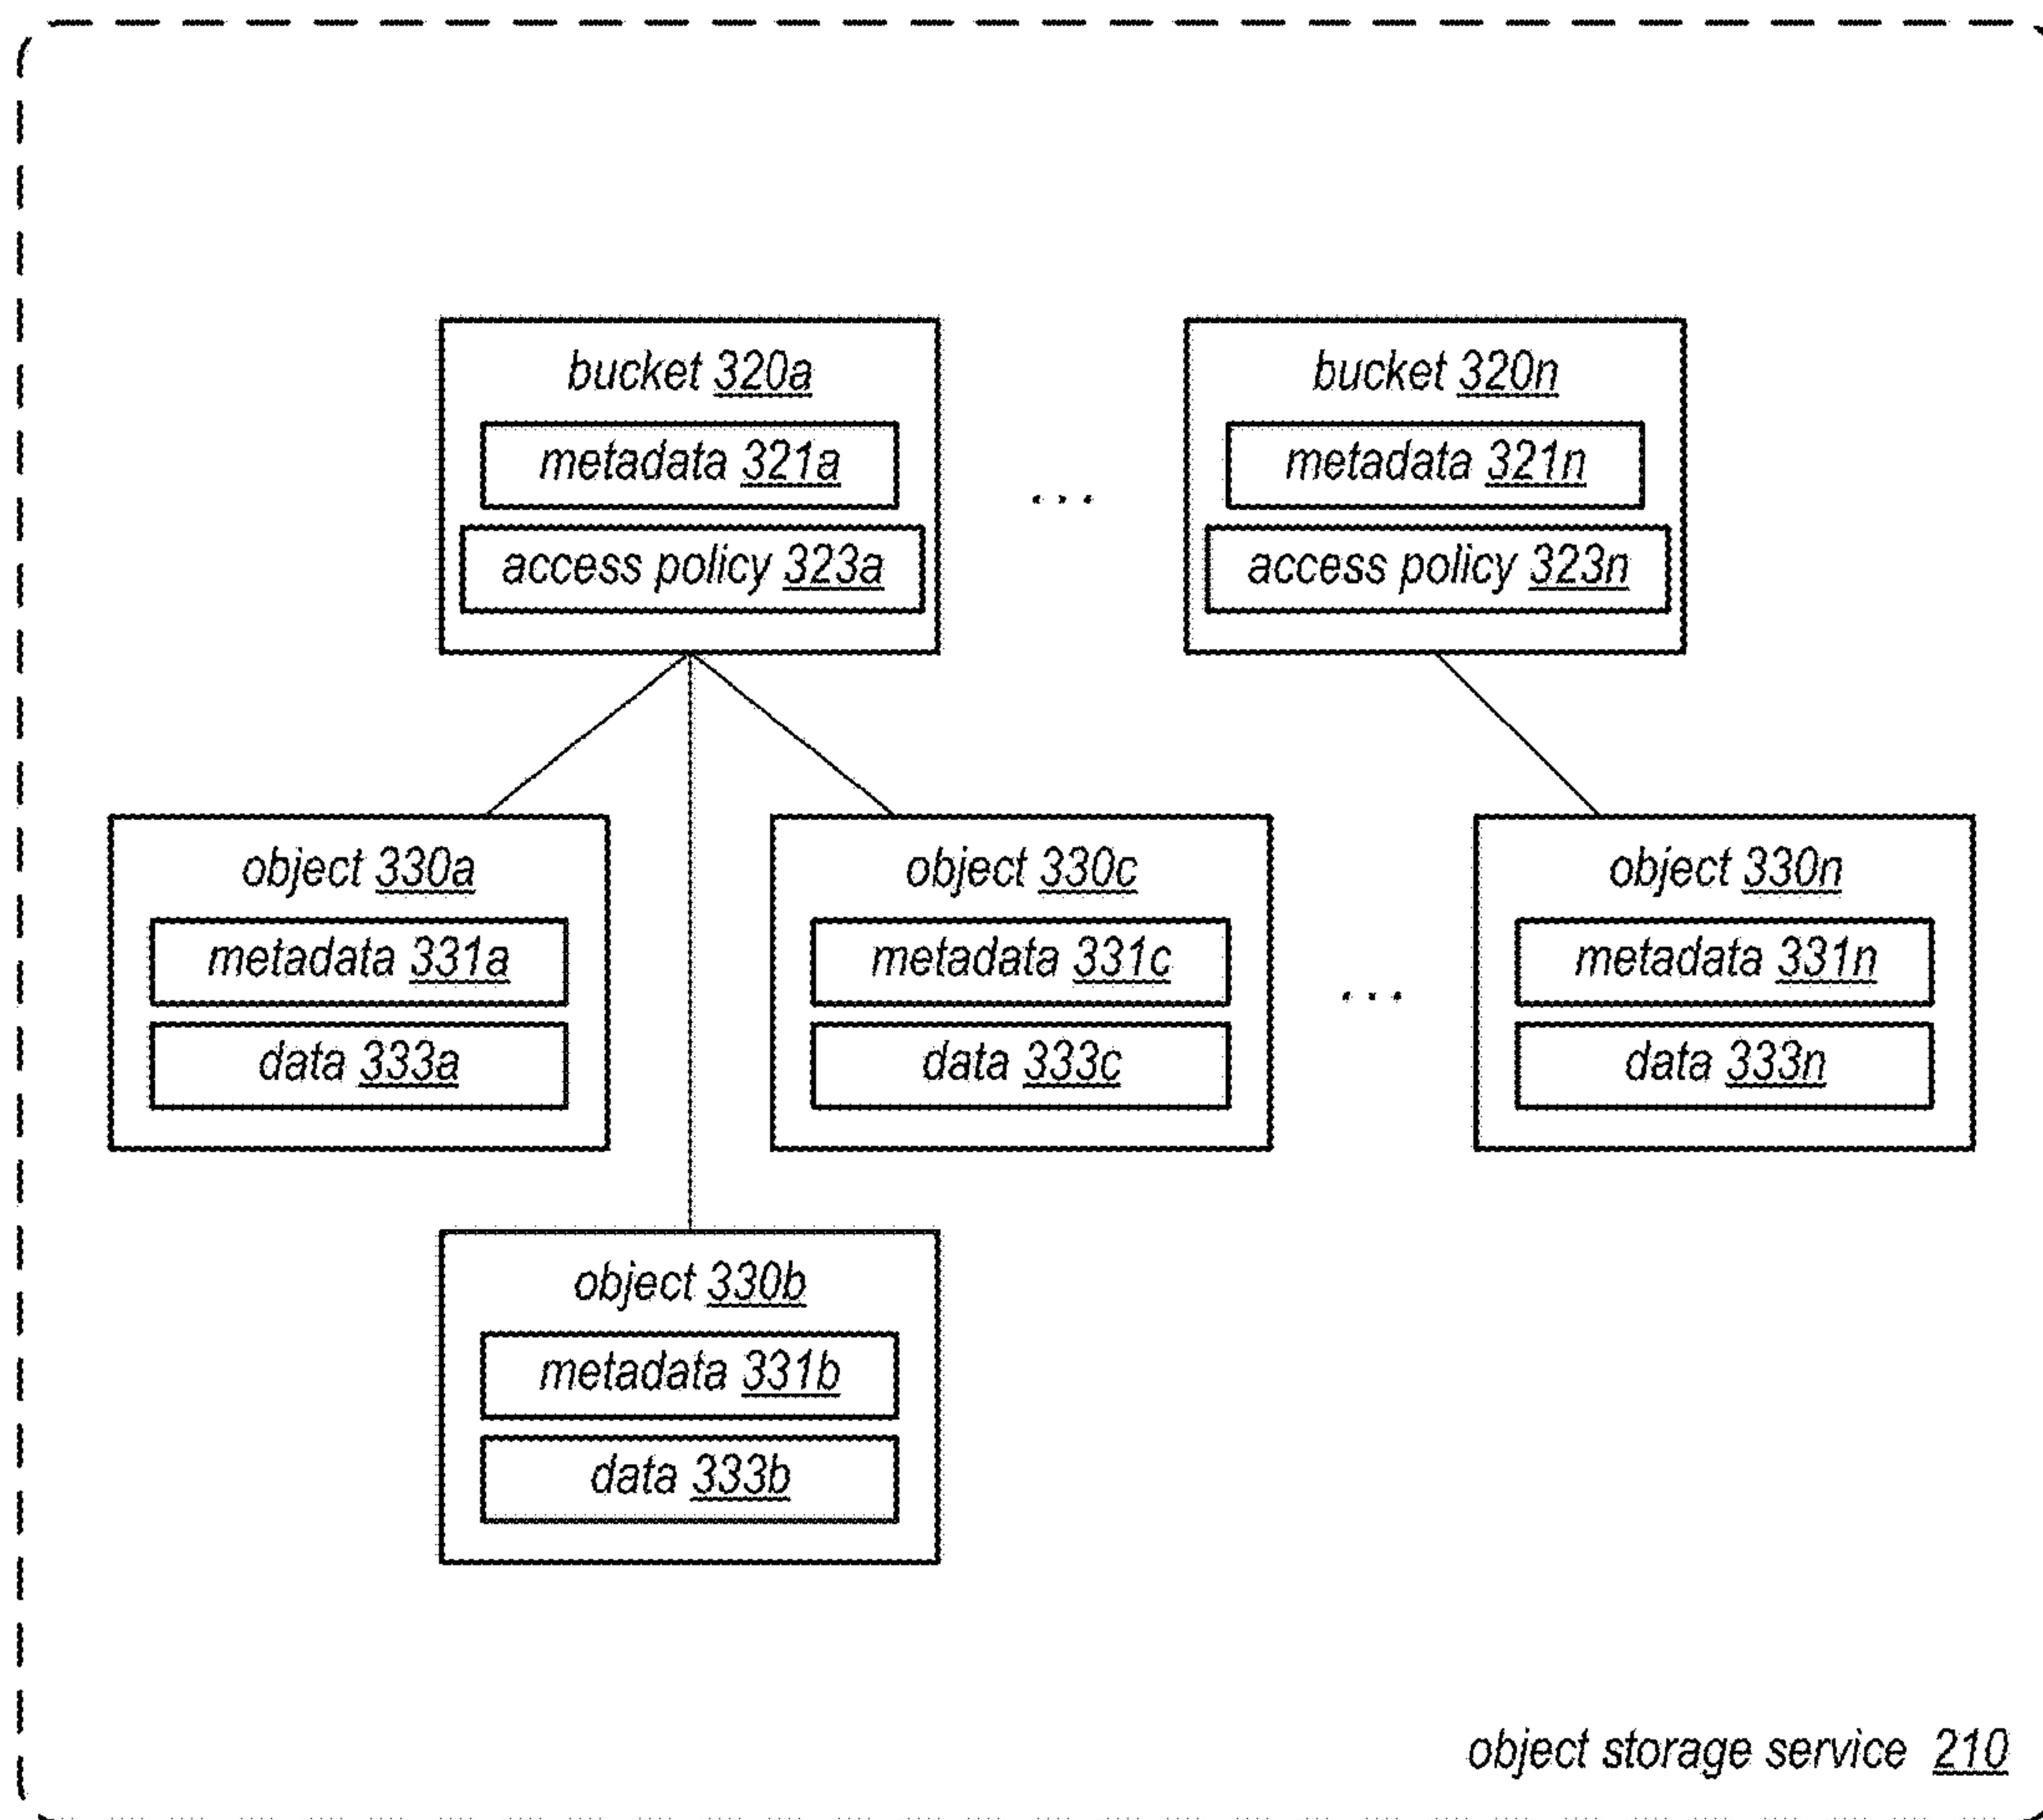 bucket 320a
metadata 321a
access policy 323a
...
bucket 320n
metadata 321n
access policy 323n
object 330a
metadata 331a
data 333a
object 330c
metadata 331c
data 333c
...
object 330n
metadata 331n
data 333n
object 330b
metadata 331b
data 333b
object storage service 210